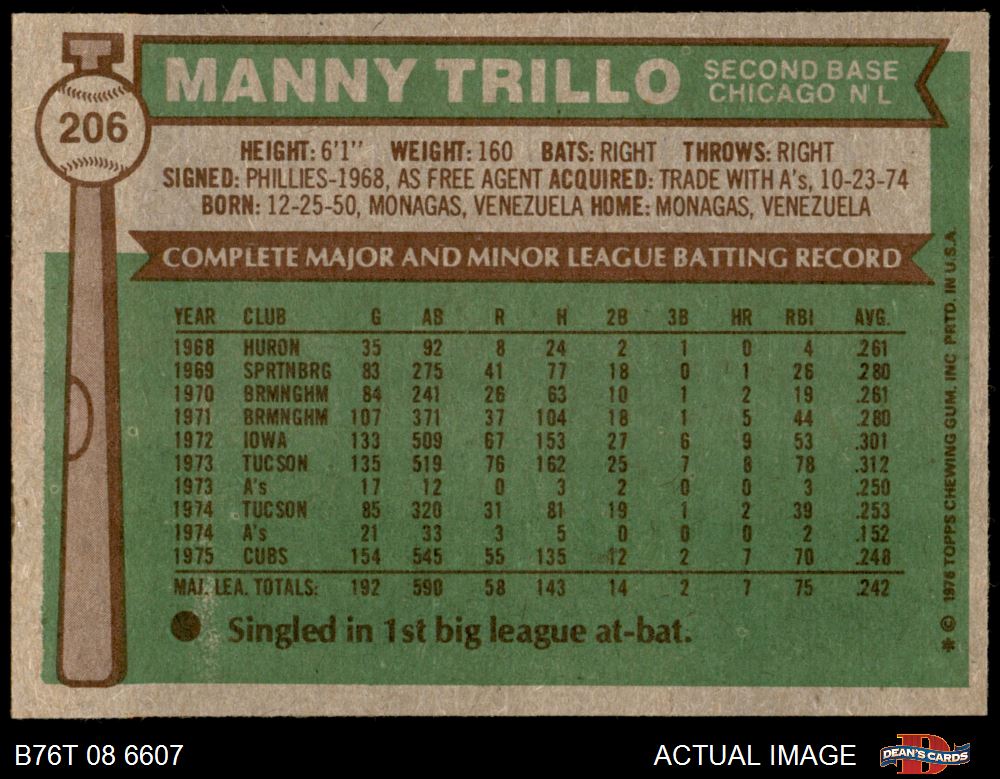 T
206
MANNY TRILLO
SECOND BASE
CHICAGO N L
HEIGHT: 6'1" WEIGHT: 160 BATS: RIGHT THROWS: RIGHT
SIGNED: PHILLIES-1968, AS FREE AGENT ACQUIRED: TRADE WITH A's, 10-23-74
BORN: 12-25-50, MONAGAS, VENEZUELA HOME: MONAGAS, VENEZUELA
COMPLETE MAJOR AND MINOR LEAGUE BATTING RECORD
YEAR CLUB G AB R H 2B 3B HR RBI AVG.
1968 HURON 35 92 8 24 2 1 0 4 .261
1969 SPRTNBRG 83 275 41 77 18 0 1 26 .280
1970 BRMNGHM 84 241 26 63 10 1 2 19 .261
1971 BRMNGHM 107 371 37 104 18 1 5 44 .280
1972 IOWA 133 509 67 153 27 6 9 53 .301
1973 TUCSON 135 519 76 162 25 7 8 78 .312
1973 A's 17 12 0 3 2 0 0 3 .250
1974 TUCSON 85 320 31 81 19 1 2 39 .253
1974 A's 21 33 3 5 0 0 0 2 .152
1975 CUBS 154 545 55 135 12 2 7 70 .248
MAJ. LEA. TOTALS: 192 590 58 143 14 2 7 75 .242
● Singled in 1st big league at-bat.
* © 1976 TOPPS CHEWING GUM, INC PRTD. IN U.S.A.
B76T 08 6607
ACTUAL IMAGE
D
DEAN'S CARDS